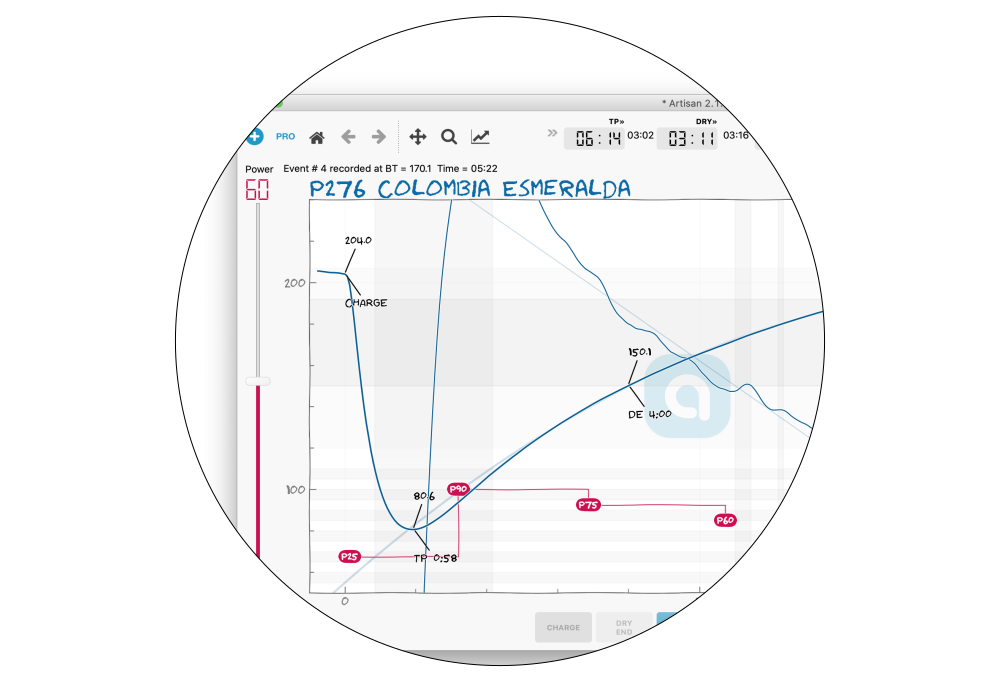 * Artisan 2.1
PRO
TP»
06:14 03:02
DRY»
03:11 03:16
Power
Event # 4 recorded at BT = 170.1 Time = 05:22
60
P276 COLOMBIA ESMERALDA
204.0
200
CHARGE
150.1
DE 4:00
100
80.6
P90
P75
P60
P25
TP 0:58
0
CHARGE
DRY
END